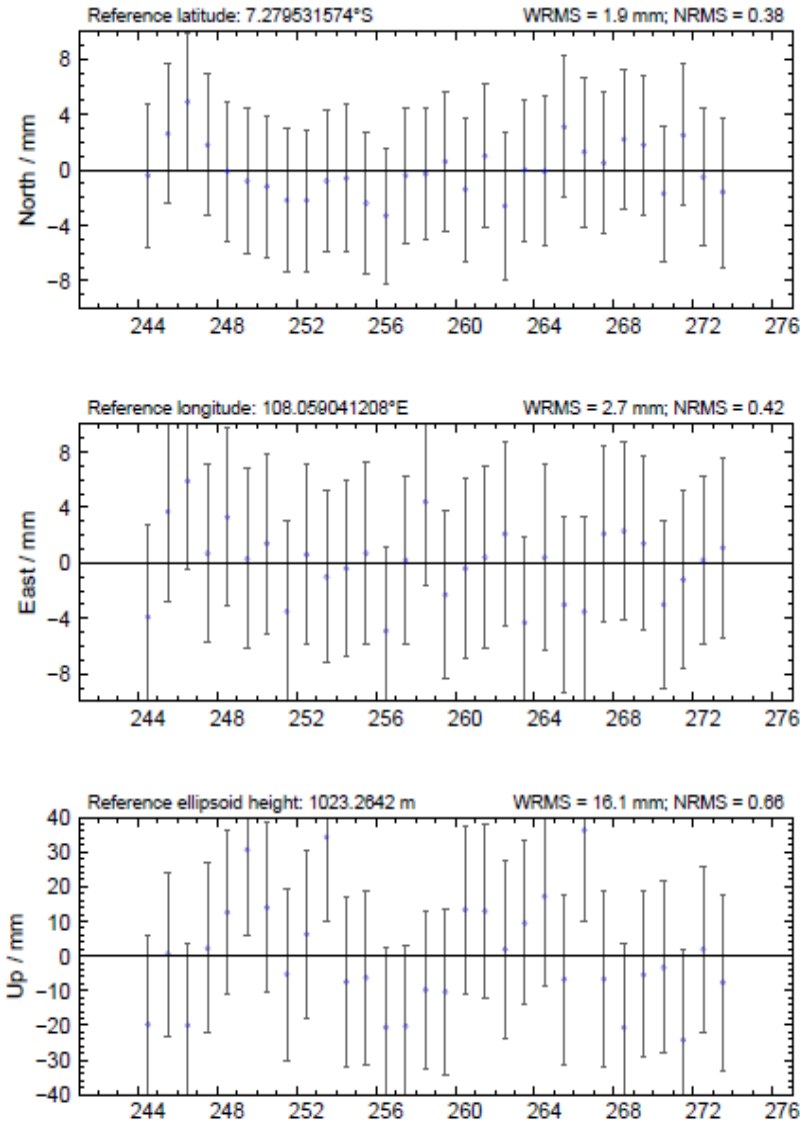 Reference latitude: 7.279531574°S WRMS = 1.9 mm; NRMS = 0.38
8
4
0
−4
−8
North / mm
244 248 252 256 260 264 268 272 276
Reference longitude: 108.059041208°E WRMS = 2.7 mm; NRMS = 0.42
8
4
0
−4
−8
East / mm
244 248 252 256 260 264 268 272 276
Reference ellipsoid height: 1023.2642 m WRMS = 16.1 mm; NRMS = 0.66
40
30
20
10
0
−10
−20
−30
−40
Up / mm
244 248 252 256 260 264 268 272 276